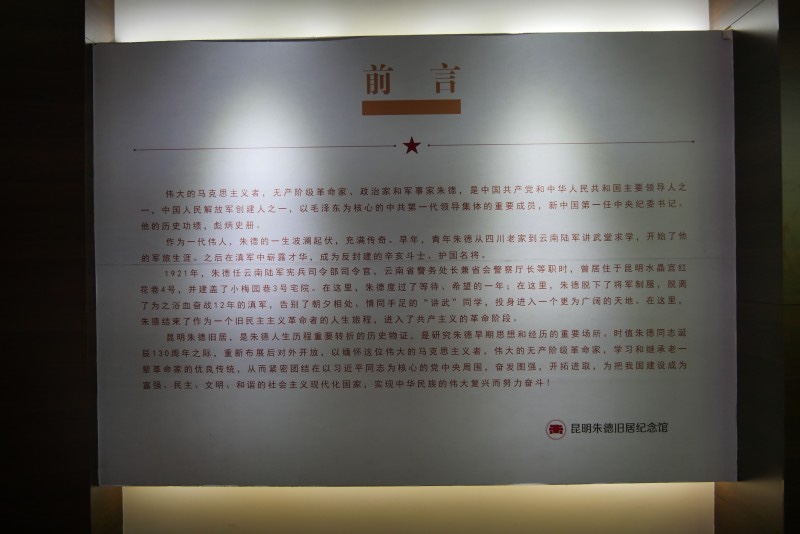 前 言
伟大的马克思主义者，无产阶级革命家、政治家和军事家朱德，是中国共产党和中华人民共和国主要领导人之
一，中国人民解放军创建人之一，以毛泽东为核心的中共第一代领导集体的重要成员，新中国第一任中央纪委书记。
他的历史功绩，彪炳史册。
作为一代伟人，朱德的一生波澜起伏，充满传奇。早年，青年朱德从四川老家到云南陆军讲武堂求学，开始了他
的军旅生涯。之后在滇军中崭露才华，成为反封建的辛亥斗士、护国名将。
1921年，朱德任云南陆军宪兵司令部司令官，云南省警务处长兼省会警察厅长等职时，曾居住于昆明水晶宫红
花巷4号，并建盖了小梅园巷3号宅院。在这里，朱德度过了等待、希望的一年；在这里，朱德脱下了将军制服，脱离
了为之浴血奋战12年的滇军，告别了朝夕相处、情同手足的“讲武”同学，投身进入一个更为广阔的天地。在这里，
朱德结束了作为一个旧民主主义革命者的人生旅程，进入了共产主义的革命阶段。
昆明朱德旧居，是朱德人生历程重要转折的历史物证，是研究朱德早期思想和经历的重要场所。时值朱德同志诞
辰130周年之际，重新布展后对外开放，以缅怀这位伟大的马克思主义者，伟大的无产阶级革命家，学习和继承老一
辈革命家的优良传统，从而紧密团结在以习近平同志为核心的党中央周围，奋发图强，开拓进取，为把我国建设成为
富强、民主、文明、和谐的社会主义现代化国家，实现中华民族的伟大复兴而努力奋斗！
昆明朱德旧居纪念馆